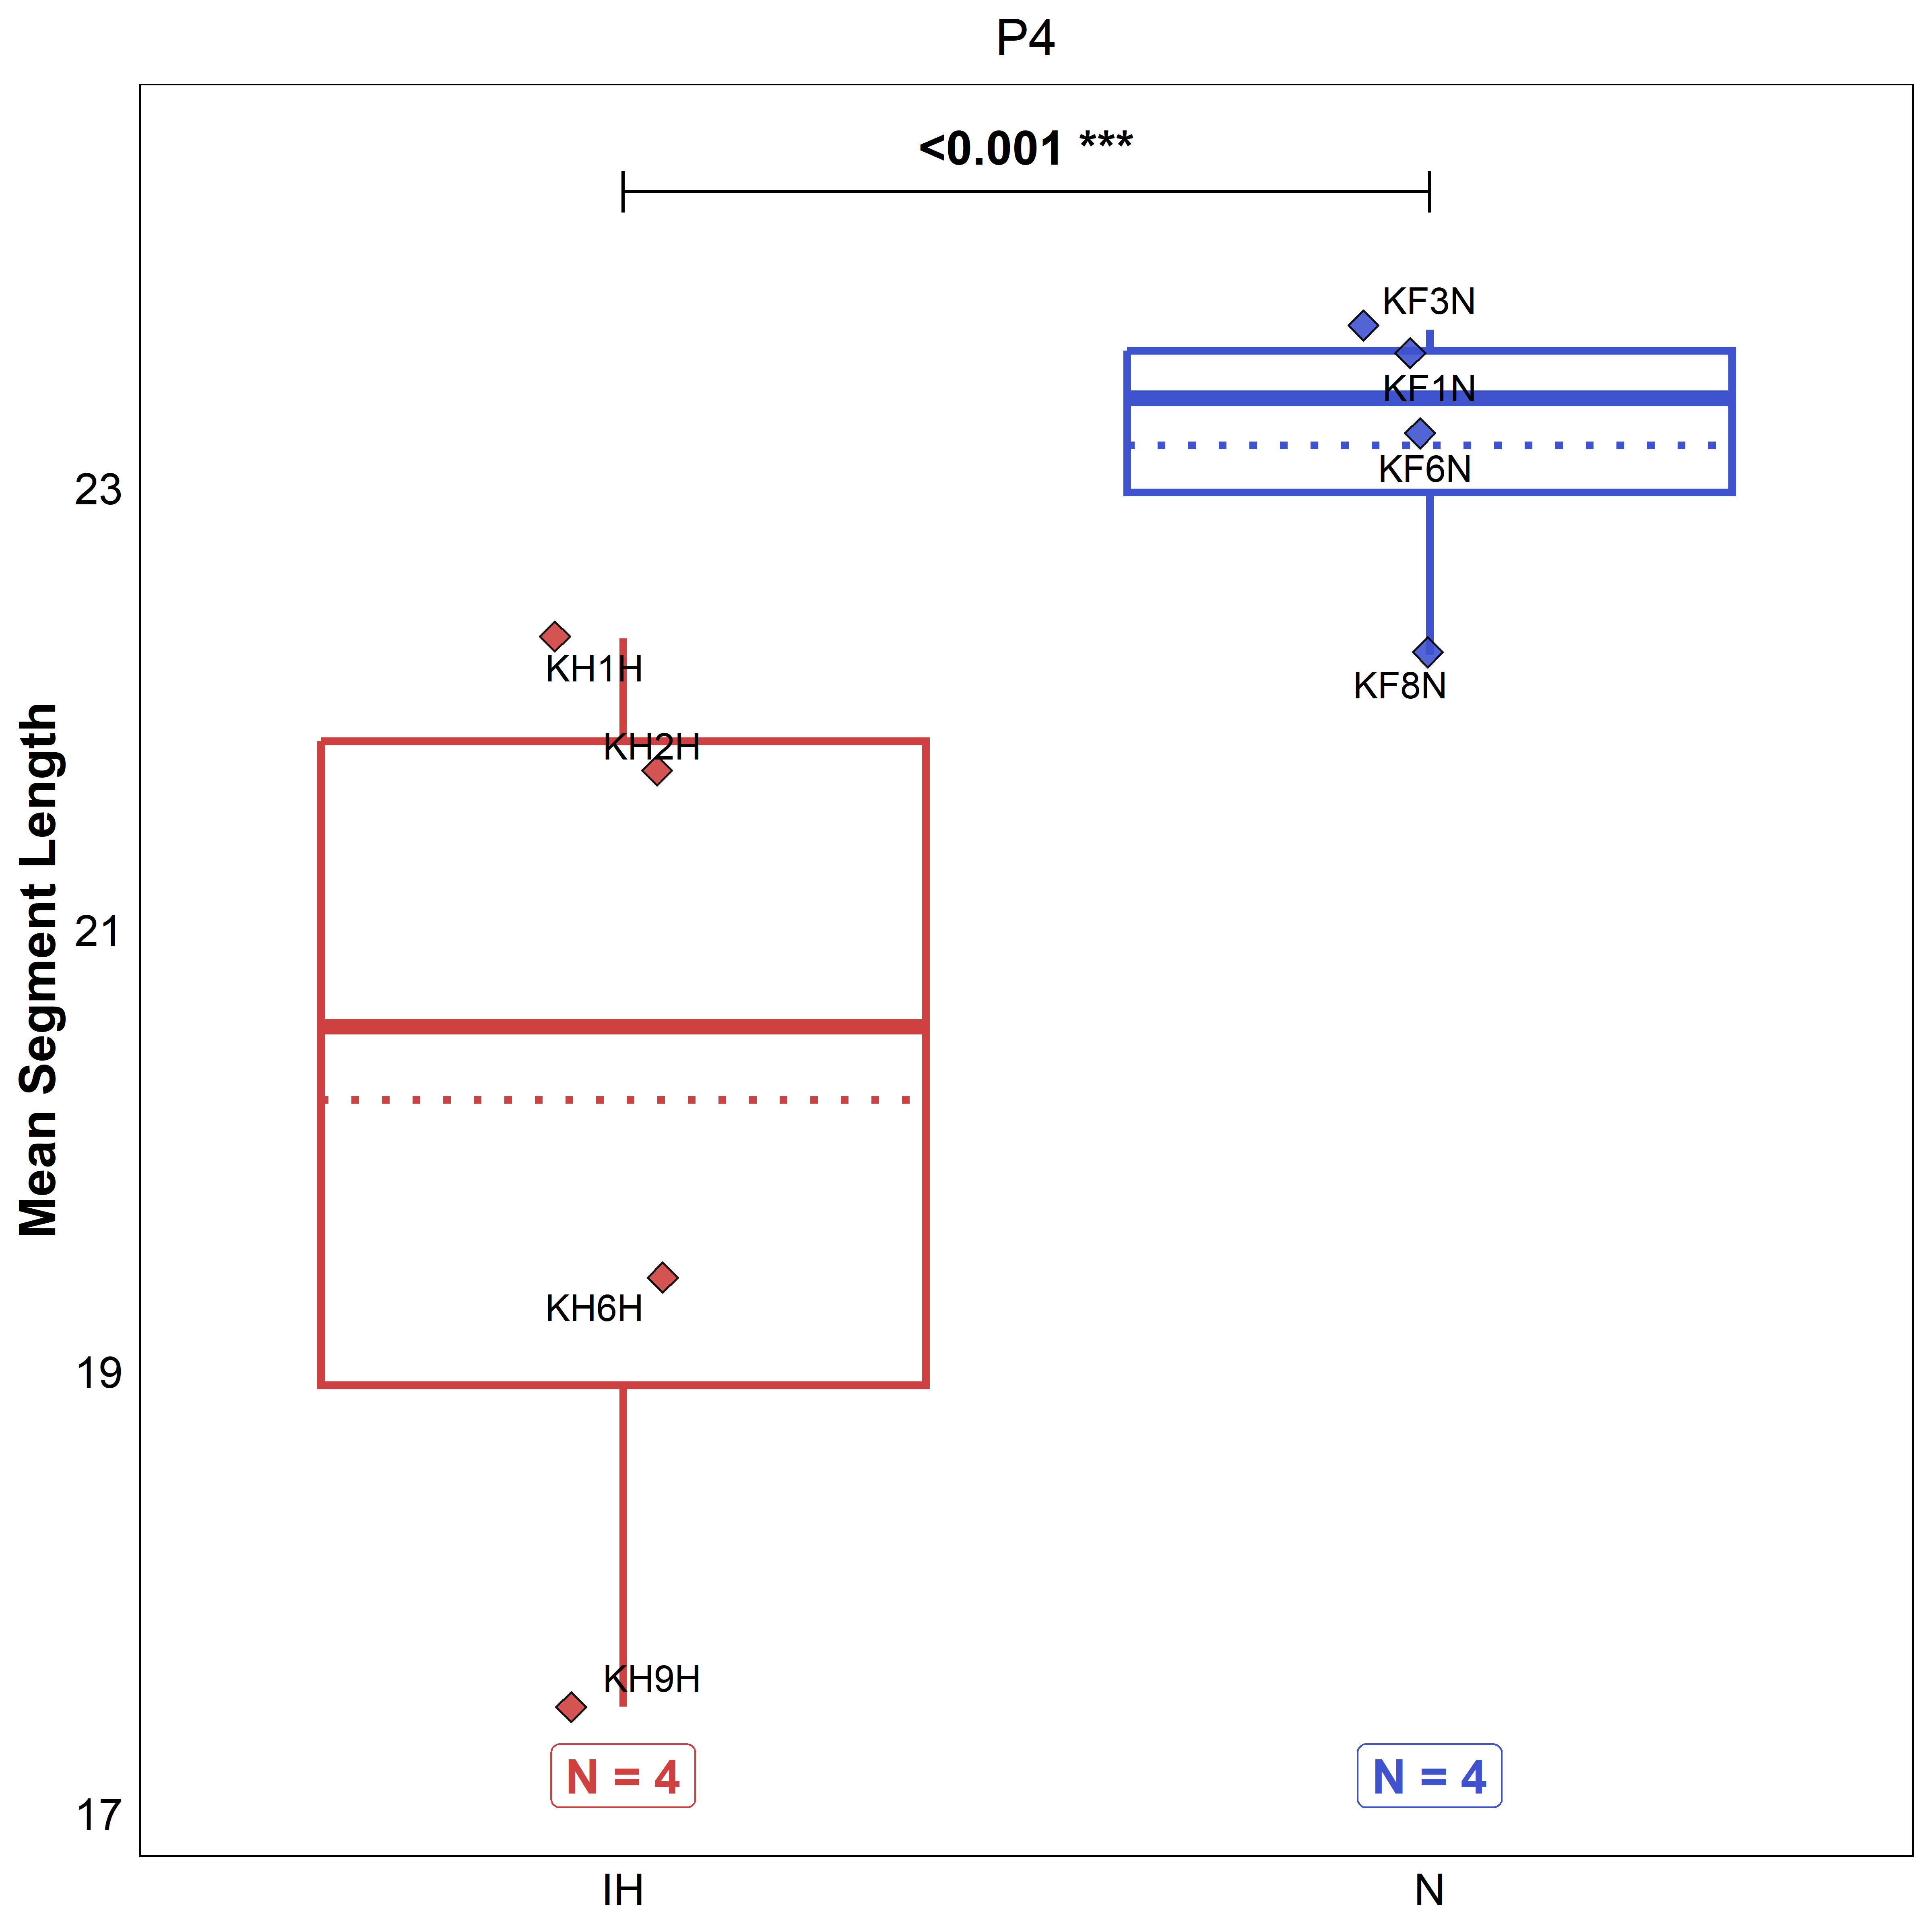 P4
<0.001 ***
KF3N
KF1N
KF6N
23
KH1H
KF8N
KH2H
Mean Segment Length
21
KH6H
19
KH9H
N = 4
N = 4
17
IH
N